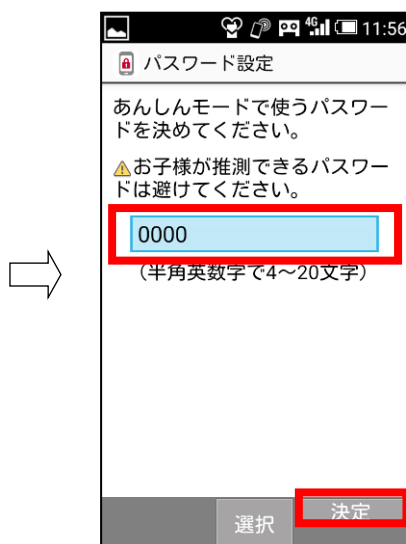 4G 11:56
パスワード設定
あんしんモードで使うパスワー
ドを決めてください。
お子様が推測できるパスワー
ドは避けてください。
0000
（半角英数字で4～20文字）
選択
決定